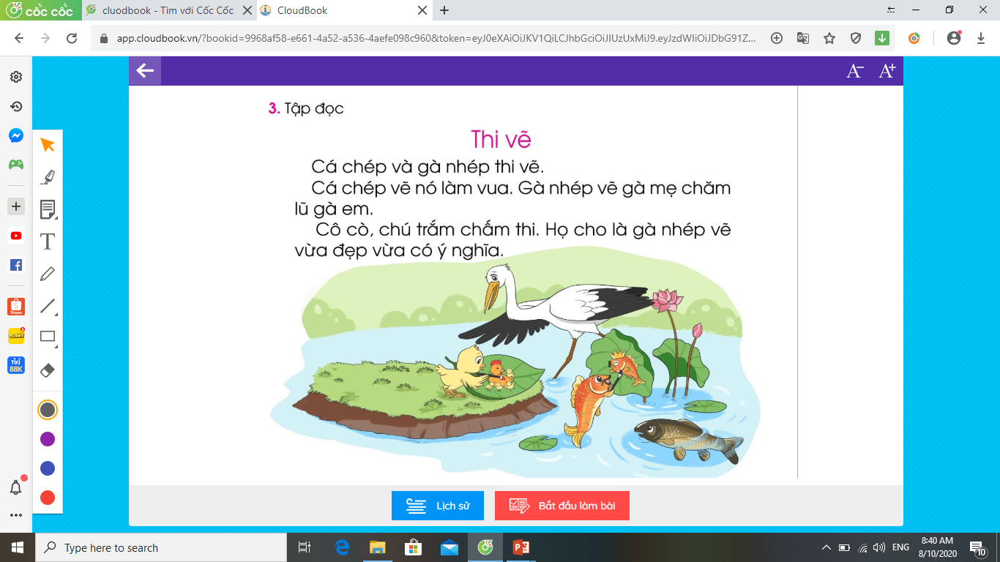 cốc cốc
cluodbook - Tìm với Cốc Cốc
CloudBook
app.cloudbook.vn/?bookid=9968af58-e661-4a52-a536-4aefe098c960&token=eyJ0eXAiOiJKV1QiLCJhbGciOiJIUzUxMiJ9.eyJzdWIiOiJDbG91Z...
A- A+
3. Tập đọc
Thi vẽ
Cá chép và gà nhép thi vẽ.
Cá chép vẽ nó làm vua. Gà nhép vẽ gà mẹ chăm
lũ gà em.
Cô cò, chú trắm chấm thi. Họ cho là gà nhép vẽ
vừa đẹp vừa có ý nghĩa.
T
Shopee
TIKI
88K
Lịch sử
Bắt đầu làm bài
Type here to search
ENG
8:40 AM
8/10/2020
10